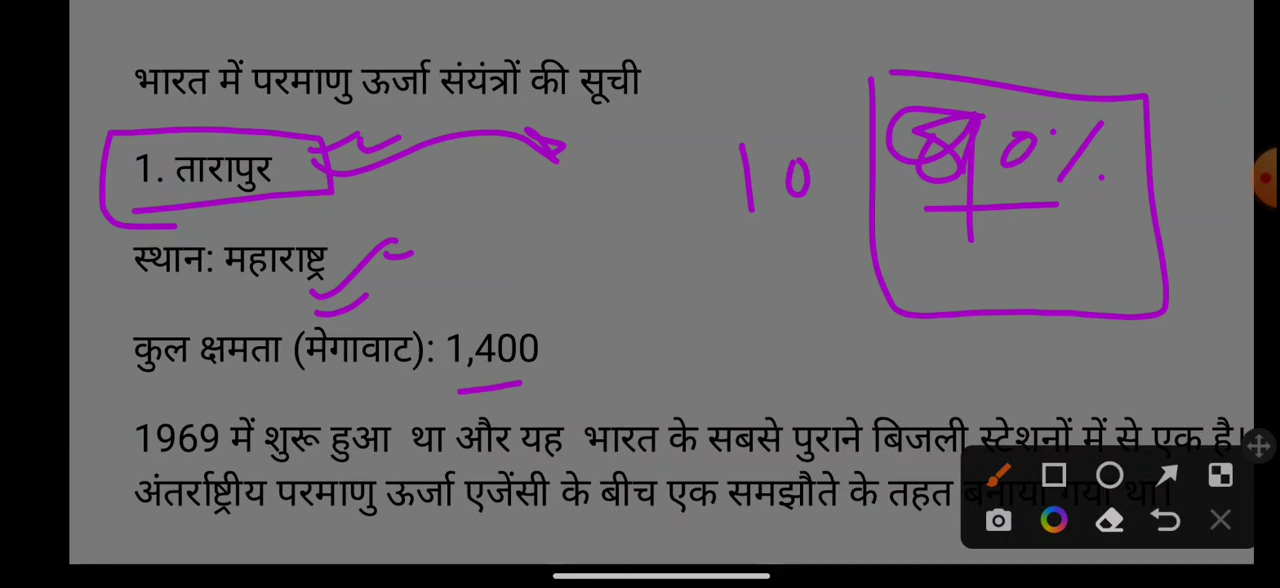 भारत में परमाणु ऊर्जा संयंत्रों की सूची
1. तारापुर
10
0%
स्थान: महाराष्ट्र
कुल क्षमता (मेगावाट): 1,400
1969 में शुरू हुआ था और यह भारत के सबसे पुराने बिजली स्टेशनों में से एक है।
अंतर्राष्ट्रीय परमाणु ऊर्जा एजेंसी के बीच एक समझौते के तहत बनाया गया था।